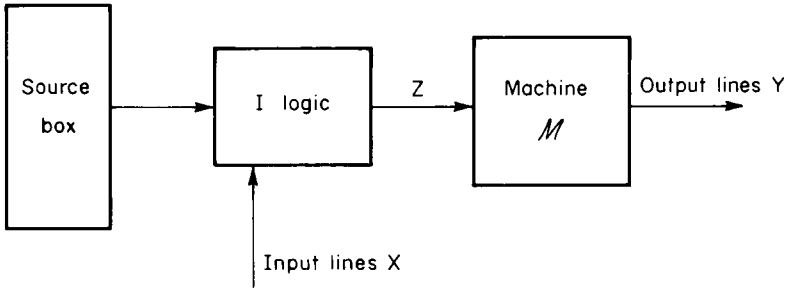 Source
box
I logic
Z
Machine
M
Output lines Y
Input lines X